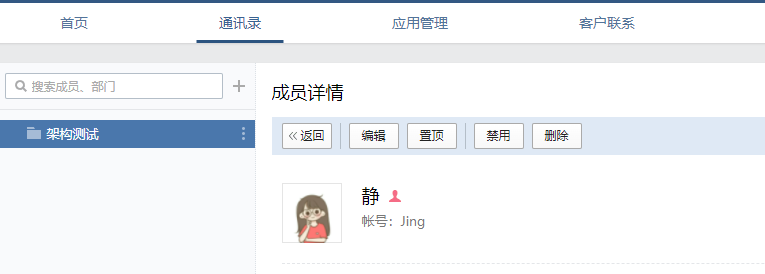 首页 通讯录 应用管理 客户联系
搜索成员、部门
架构测试
成员详情
返回 编辑 置顶 禁用 删除
静
帐号：Jing